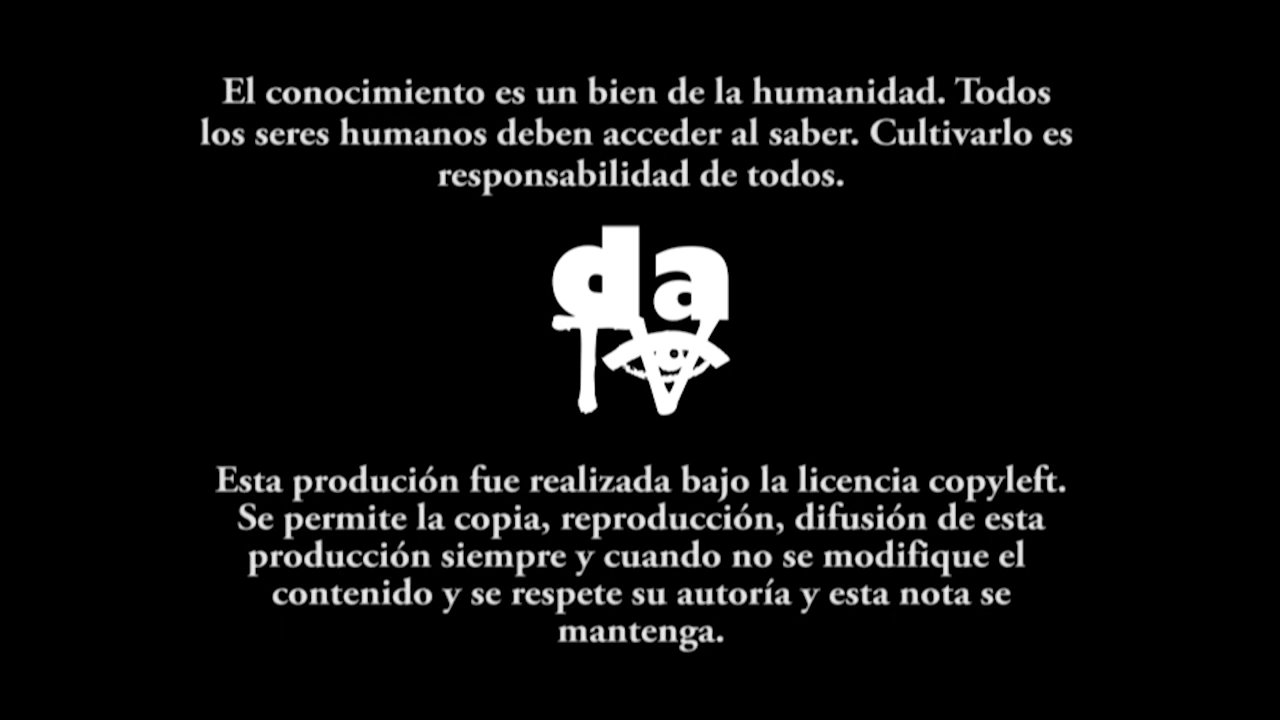 El conocimiento es un bien de la humanidad. Todos
los seres humanos deben acceder al saber. Cultivarlo es
responsabilidad de todos.
da
TV
Esta produción fue realizada bajo la licencia copyleft.
Se permite la copia, reproducción, difusión de esta
producción siempre y cuando no se modifique el
contenido y se respete su autoría y esta nota se
mantenga.